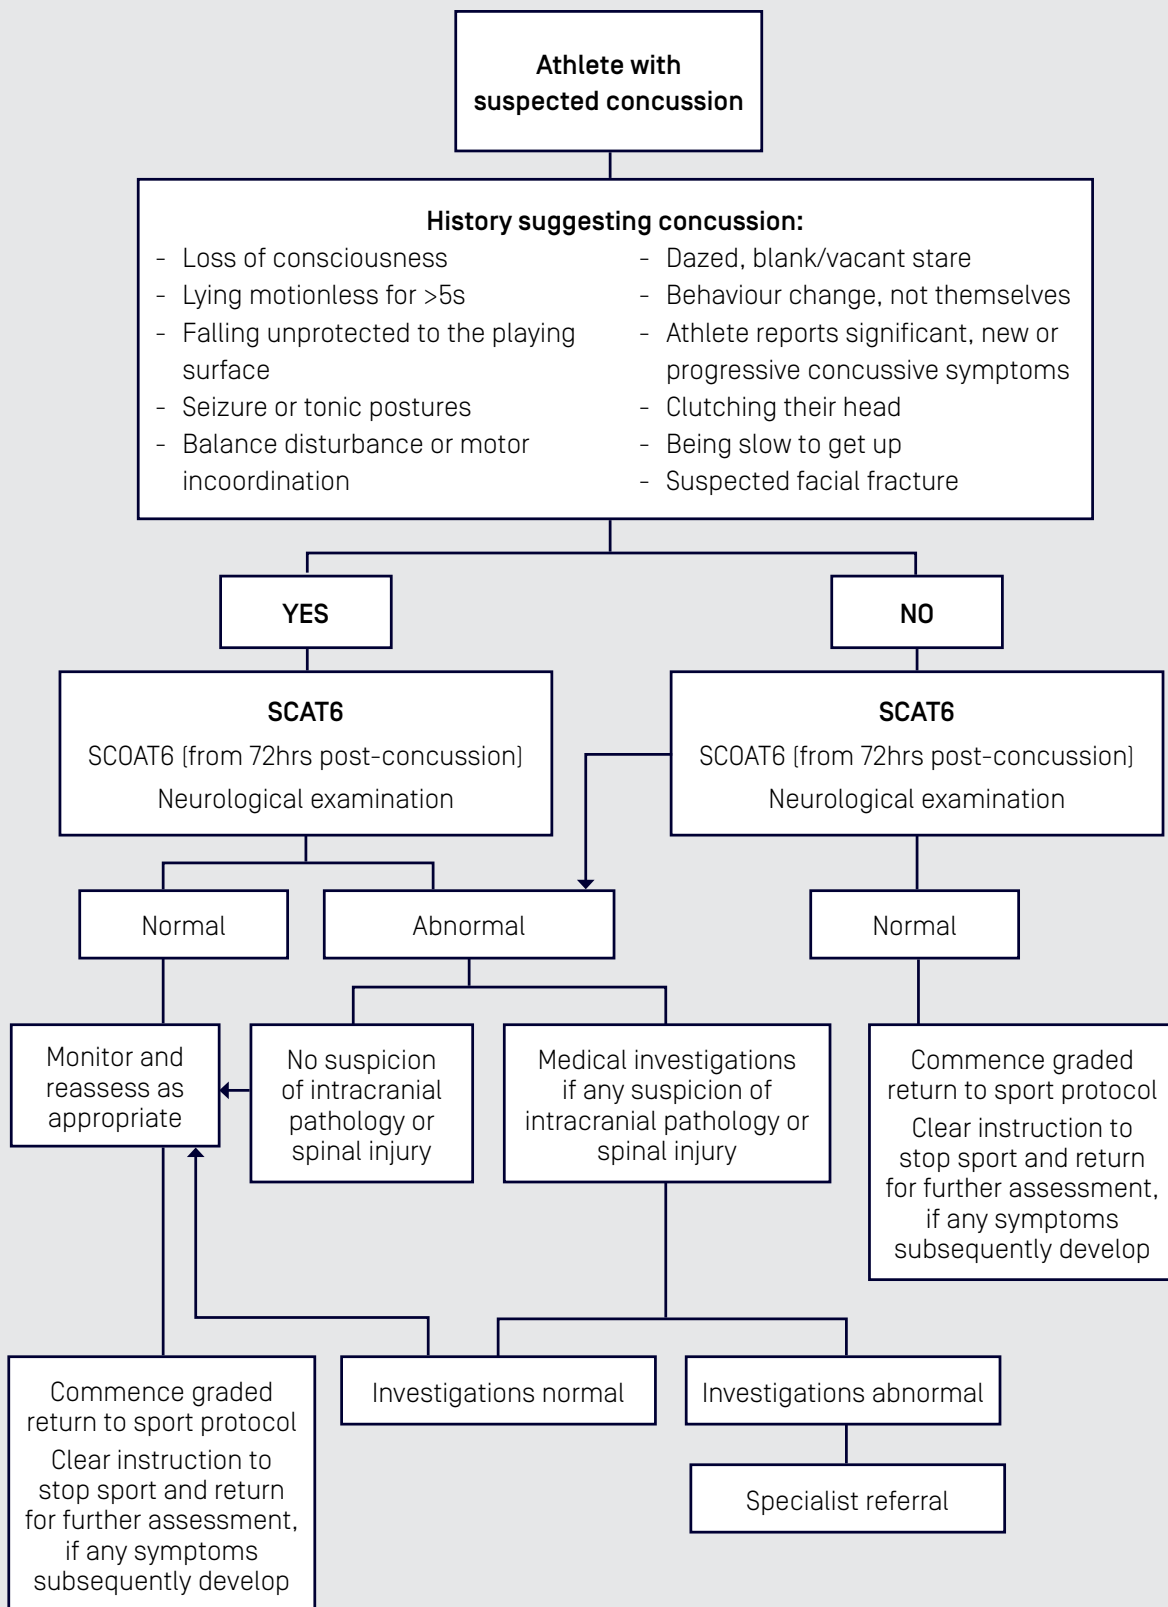 Athlete with
suspected concussion
History suggesting concussion:
- Loss of consciousness
- Lying motionless for >5s
- Falling unprotected to the playing
surface
- Seizure or tonic postures
- Balance disturbance or motor
incoordination
- Dazed, blank/vacant stare
- Behaviour change, not themselves
- Athlete reports significant, new or
progressive concussive symptoms
- Clutching their head
- Being slow to get up
- Suspected facial fracture
YES
NO
SCAT6
SCOAT6 (from 72hrs post-concussion)
Neurological examination
SCAT6
SCOAT6 (from 72hrs post-concussion)
Neurological examination
Normal
Abnormal
Normal
Monitor and
reassess as
appropriate
No suspicion
of intracranial
pathology or
spinal injury
Medical investigations
if any suspicion of
intracranial pathology or
spinal injury
Commence graded
return to sport protocol
Clear instruction to
stop sport and return
for further assessment,
if any symptoms
subsequently develop
Commence graded
return to sport protocol
Clear instruction to
stop sport and return
for further assessment,
if any symptoms
subsequently develop
Investigations normal
Investigations abnormal
Specialist referral